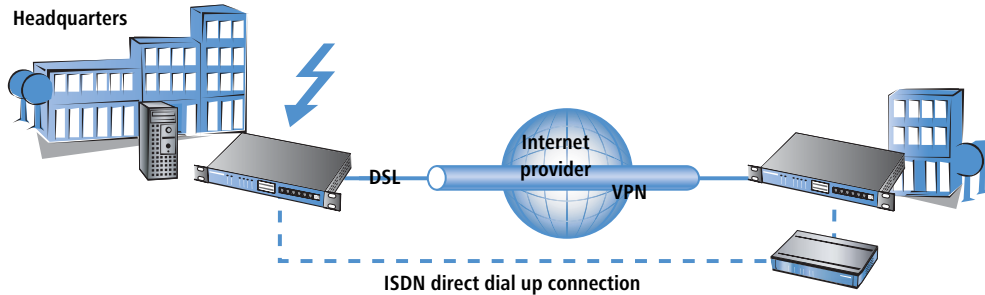 Headquarters
Internet
provider
DSL
VPN
ISDN direct dial up connection